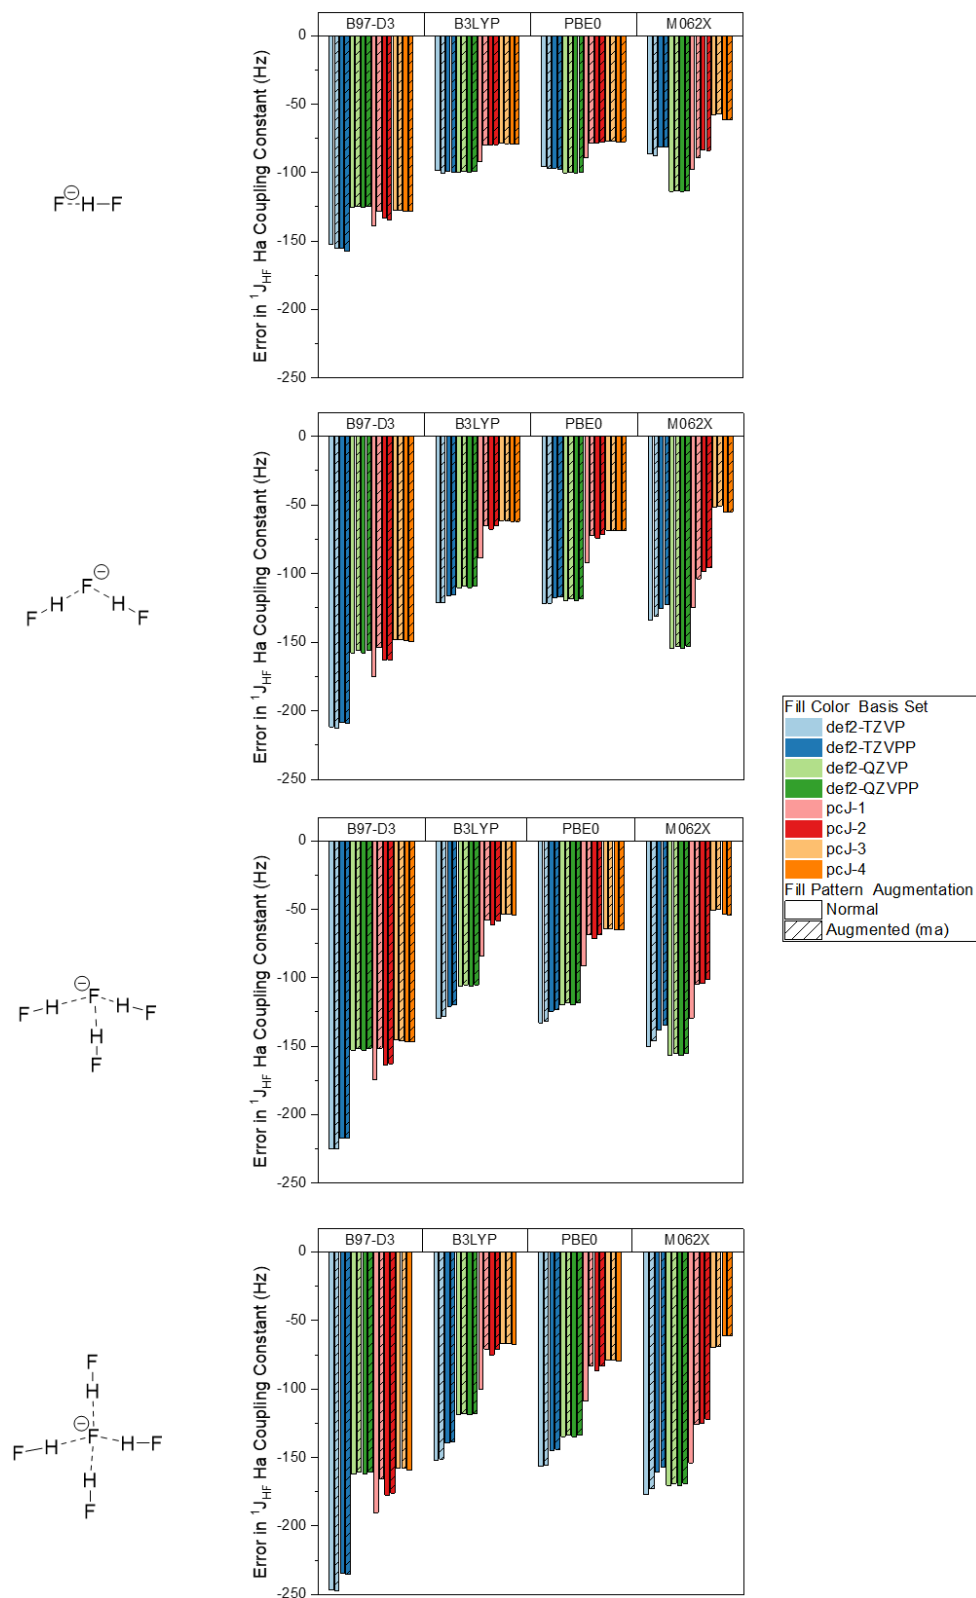 B97-D3 B3LYP PBE0 M062X
0
-50
-100
-150
-200
-250
Error in ¹J_HF Ha Coupling Constant (Hz)
F⊖ H F
B97-D3 B3LYP PBE0 M062X
0
-50
-100
-150
-200
-250
Error in ¹J_HF Ha Coupling Constant (Hz)
F⊖
H H
F F
Fill Color Basis Set
def2-TZVP
def2-TZVPP
def2-QZVP
def2-QZVPP
pcJ-1
pcJ-2
pcJ-3
pcJ-4
Fill Pattern Augmentation
Normal
Augmented (ma)
B97-D3 B3LYP PBE0 M062X
0
-50
-100
-150
-200
-250
Error in ¹J_HF Ha Coupling Constant (Hz)
⊖F
F H H F
H
F
B97-D3 B3LYP PBE0 M062X
0
-50
-100
-150
-200
-250
Error in ¹J_HF Ha Coupling Constant (Hz)
F
H
⊖F
F H H F
H
F